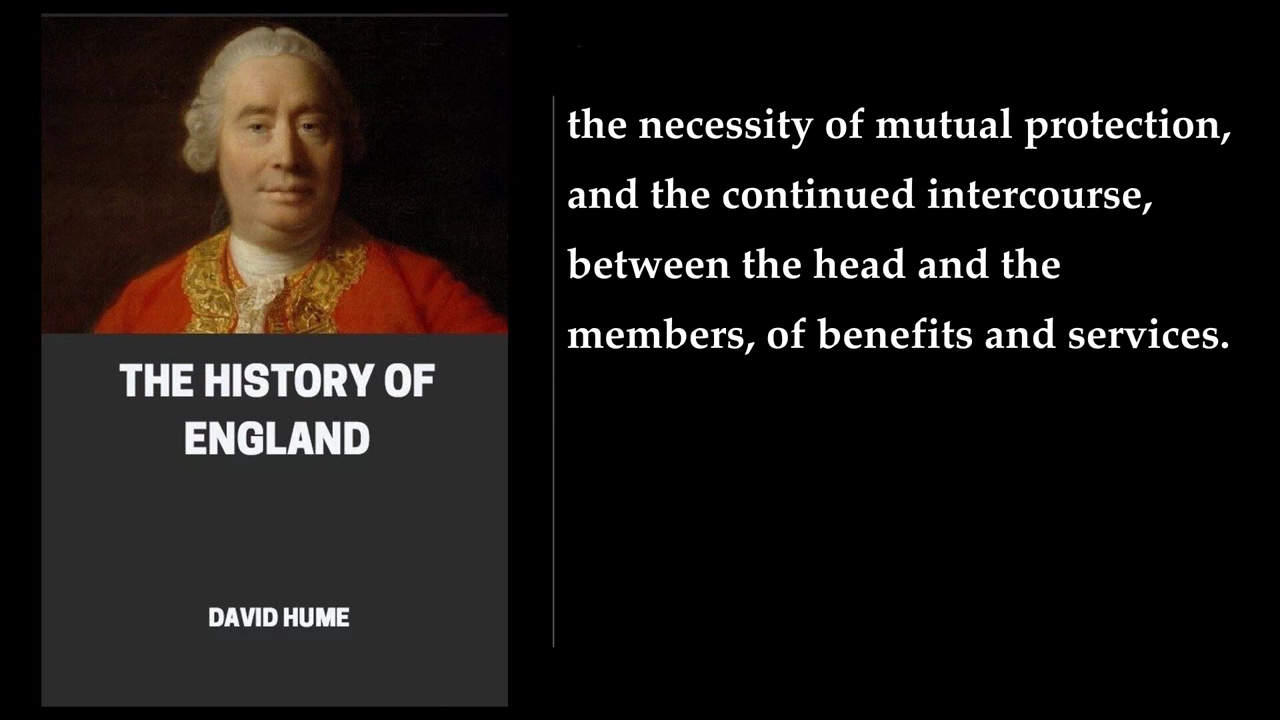 THE HISTORY OF
ENGLAND
DAVID HUME
the necessity of mutual protection,
and the continued intercourse,
between the head and the
members, of benefits and services.